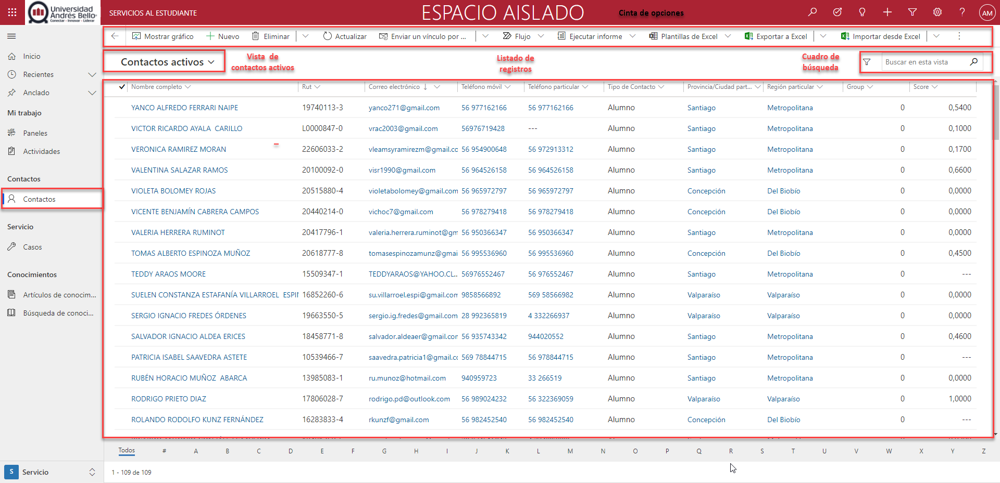 Universidad
Andrés Bello
Conectar - Innovar - Liderar
SERVICIOS AL ESTUDIANTE
ESPACIO AISLADO
Cinta de opciones
AM
Mostrar gráfico Nuevo Eliminar Actualizar Enviar un vínculo por ... Flujo Ejecutar informe Plantillas de Excel Exportar a Excel Importar desde Excel
Inicio
Recientes
Anclado
Mi trabajo
Paneles
Actividades
Contactos
Contactos
Servicio
Casos
Conocimientos
Artículos de conocim...
Búsqueda de conoci...
S Servicio
Contactos activos
Vista de
contactos activos
Listado de
registros
Cuadro de
búsqueda
Buscar en esta vista
Nombre completo Rut Correo electrónico ↓ Teléfono móvil Teléfono particular Tipo de Contacto Provincia/Ciudad part... Región particular Group Score
YANCO ALFREDO FERRARI NAIPE 19740113-3 yanco271@gmail.com 56 977162166 56 977162166 Alumno Santiago Metropolitana 0 0,5400
VICTOR RICARDO AYALA CARILLO L0000847-0 vrac2003@gmail.com 56976719428 --- Alumno Santiago Metropolitana 0 0,1000
VERONICA RAMIREZ MORAN 22606033-2 vleamsyramirezm@gmail.cc 56 954900648 56 972913312 Alumno Santiago Metropolitana 0 0,1700
VALENTINA SALAZAR RAMOS 20100092-0 visr1990@gmail.com 56 964526158 56 964526158 Alumno Santiago Metropolitana 0 0,6600
VIOLETA BOLOMEY ROJAS 20515880-4 violetabolomey@gmail.com 56 965972797 56 965972797 Alumno Concepción Del Biobío 0 0,0000
VICENTE BENJAMÍN CABRERA CAMPOS 20440214-0 vichoc7@gmail.com 56 978279418 56 978279418 Alumno Concepción Del Biobío 0 0,0000
VALERIA HERRERA RUMINOT 20417796-1 valeria.herrera.ruminot@gm 56 950366347 56 950366347 Alumno Santiago Metropolitana 0 0,0000
TOMAS ALBERTO ESPINOZA MUÑOZ 20618777-8 tomasespinozamunz@gmai 56 995536960 56 995536960 Alumno Concepción Del Biobío 0 0,4500
TEDDY ARAOS MOORE 15509347-1 TEDDYARAOS@YAHOO.CL... 56976552467 56 976552467 Alumno Santiago Metropolitana 0 ---
SUELEN CONSTANZA ESTAFANÍA VILLARROEL ESPI 16852260-6 su.villarroel.espi@gmail.com 9858566892 569 58566982 Alumno Valparaíso Valparaíso 0 0,0000
SERGIO IGNACIO FREDES ÓRDENES 19663550-5 sergio.ig.fredes@gmail.com 28 992365819 4 332266937 Alumno Valparaíso Valparaíso 0 0,0000
SALVADOR IGNACIO ALDEA ERICES 18458771-8 salvador.aldeaer@gmail.con 56 935743342 944020552 Alumno Santiago Metropolitana 0 0,4600
PATRICIA ISABEL SAAVEDRA ASTETE 10539466-7 saavedra.patricia1@gmail.cc 569 78844715 56 978844715 Alumno Santiago Metropolitana 0 ---
RUBÉN HORACIO MUÑOZ ABARCA 13985083-1 ru.munoz@hotmail.com 940959723 33 266519 Alumno Santiago Metropolitana 0 0,0000
RODRIGO PRIETO DIAZ 17806028-7 rodrigo.pd@outlook.com 56 989024232 56 322369059 Alumno Valparaíso Valparaíso 0 1,0000
ROLANDO RODOLFO KUNZ FERNÁNDEZ 16283833-4 rkunzf@gmail.com 56 982452540 56 982452540 Alumno Concepción Del Biobío 0 ---
Todos # A B C D E F G H I J K L M N O P Q R S T U V W X Y Z
1 - 109 de 109